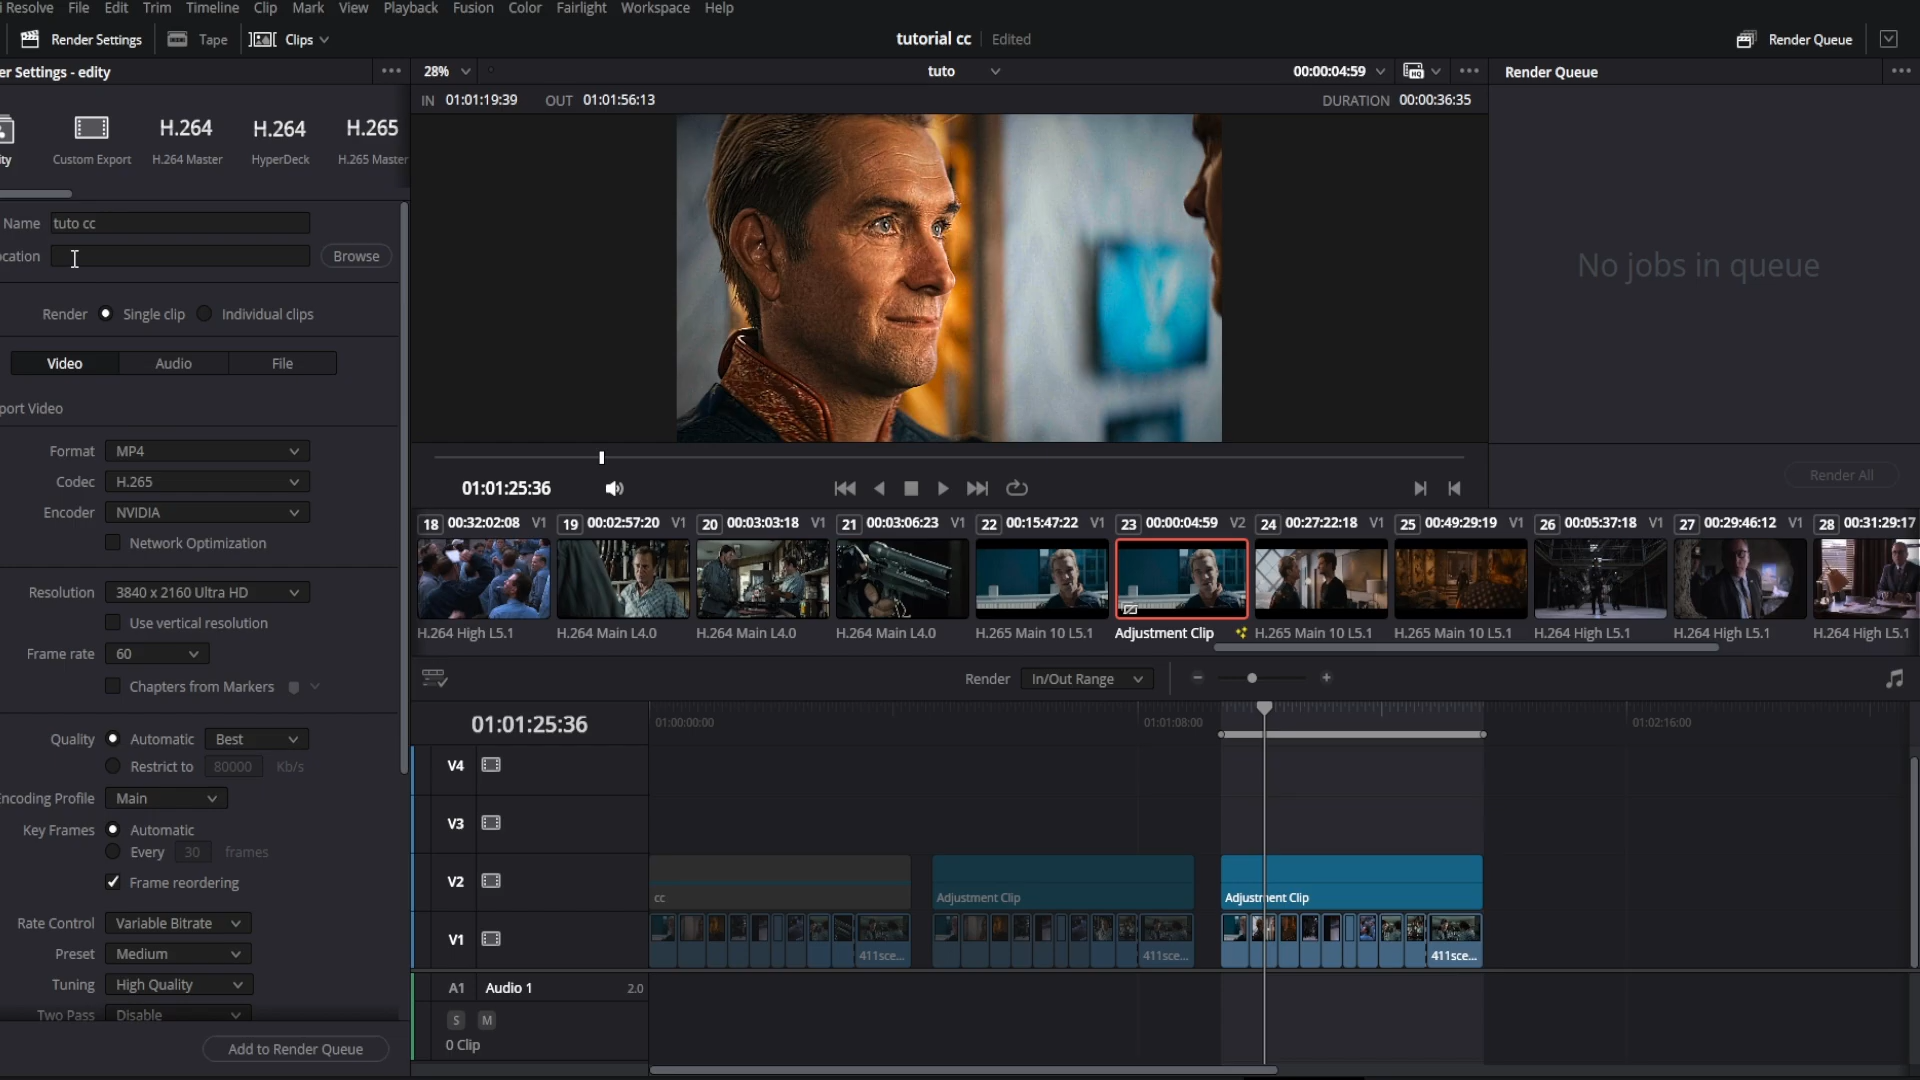 i Resolve File Edit Trim Timeline Clip Mark View Playback Fusion Color Fairlight Workspace Help
Render Settings Tape Clips tutorial cc Edited Render Queue
er Settings - edity 28% tuto 00:00:04:59 Render Queue
IN 01:01:19:39 OUT 01:01:56:13 DURATION 00:00:36:35
H.264 H.264 H.265
ity Custom Export H.264 Master HyperDeck H.265 Master
Name tuto cc
ocation Browse
No jobs in queue
Render Single clip Individual clips
Video Audio File
port Video
Format MP4
Codec H.265
Render All
01:01:25:36
Encoder NVIDIA
Network Optimization
18 00:32:02:08 V1 19 00:02:57:20 V1 20 00:03:03:18 V1 21 00:03:06:23 V1 22 00:15:47:22 V1 23 00:00:04:59 V2 24 00:27:22:18 V1 25 00:49:29:19 V1 26 00:05:37:18 V1 27 00:29:46:12 V1 28 00:31:29:17
Resolution 3840 x 2160 Ultra HD
Use vertical resolution
H.264 High L5.1 H.264 Main L4.0 H.264 Main L4.0 H.264 Main L4.0 H.265 Main 10 L5.1 Adjustment Clip H.265 Main 10 L5.1 H.265 Main 10 L5.1 H.264 High L5.1 H.264 High L5.1 H.264 High L5.1
Frame rate 60
Chapters from Markers
Render In/Out Range
01:01:25:36 01:00:00:00 01:01:08:00 01:02:16:00
Quality Automatic Best
Restrict to 80000 Kb/s
V4
Encoding Profile Main
Key Frames Automatic
Every 30 frames
V3
Frame reordering
V2 cc Adjustment Clip Adjustment Clip
Rate Control Variable Bitrate
V1 411sce... 411sce... 411sce...
Preset Medium
Tuning High Quality
Two Pass Disable
A1 Audio 1 2.0
S M
0 Clip
Add to Render Queue